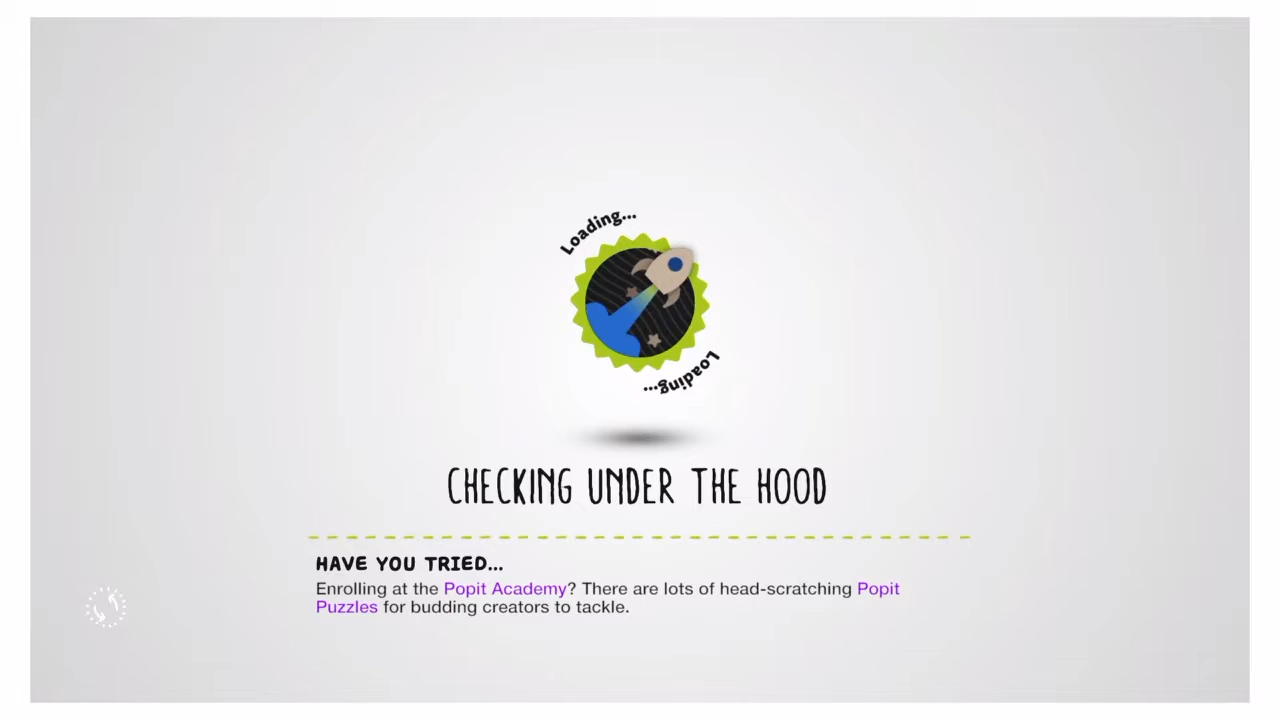 Loading...
Loading...
CHECKING UNDER THE HOOD
HAVE YOU TRIED...
Enrolling at the Popit Academy? There are lots of head-scratching Popit
Puzzles for budding creators to tackle.